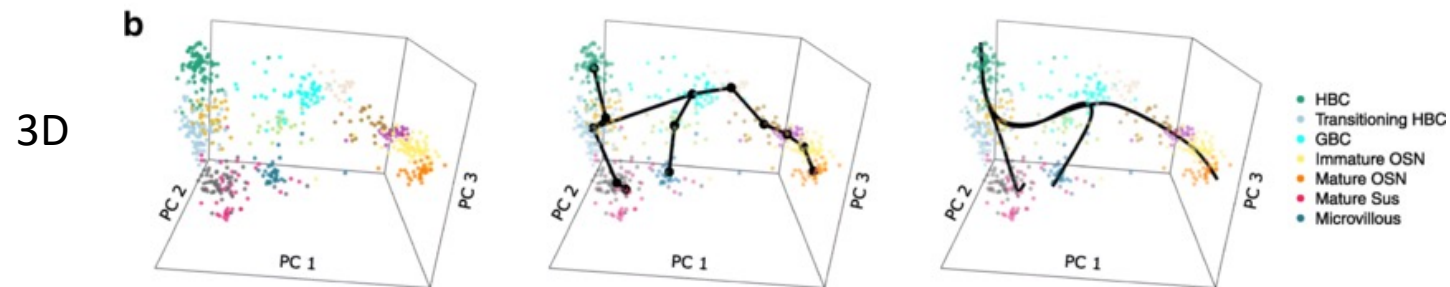 b
3D
PC 1
PC 2
PC 3
PC 1
PC 2
PC 3
PC 1
PC 2
PC 3
HBC
Transitioning HBC
GBC
Immature OSN
Mature OSN
Mature Sus
Microvillous